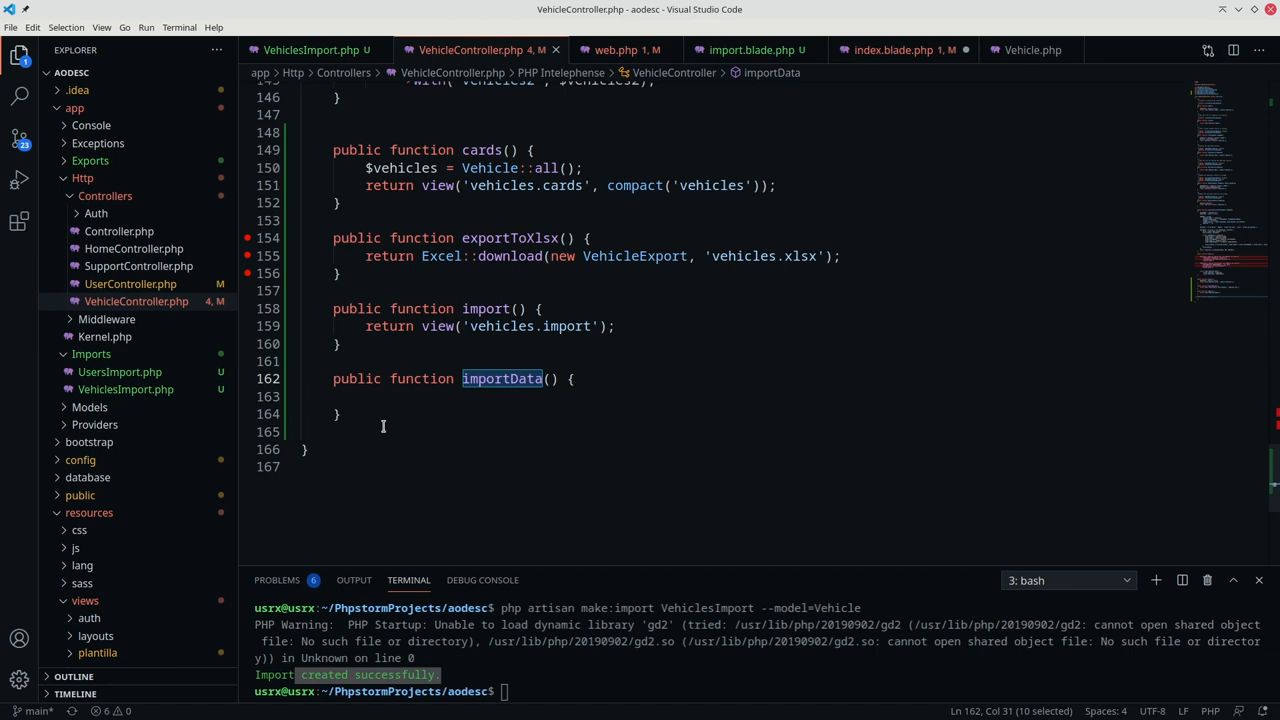 VehicleController.php - aodesc - Visual Studio Code
File Edit Selection View Go Run Terminal Help
EXPLORER
AODESC
.idea
app
Console
Exceptions
Exports
Http
Controllers
Auth
Controller.php
HomeController.php
SupportController.php
UserController.php M
VehicleController.php 4, M
Middleware
Kernel.php
Imports
UsersImport.php U
VehiclesImport.php U
Models
Providers
bootstrap
config
database
public
resources
css
js
lang
sass
views
auth
layouts
plantilla
OUTLINE
TIMELINE
1
23
VehiclesImport.php U VehicleController.php 4, M web.php 1, M import.blade.php U index.blade.php 1, M Vehicle.php
app > Http > Controllers > VehicleController.php > PHP Intelephense > VehicleController > importData
146 }
147
148
149 public function cards() {
150 $vehicles = Vehicle::all();
151 return view('vehicles.cards', compact('vehicles'));
152 }
153
154 public function exportToXlsx() {
155 return Excel::download(new VehicleExport, 'vehicles.xlsx');
156 }
157
158 public function import() {
159 return view('vehicles.import');
160 }
161
162 public function importData() {
163
164 }
165
166 }
167
PROBLEMS 6 OUTPUT TERMINAL DEBUG CONSOLE 3: bash
usrx@usrx:~/PhpstormProjects/aodesc$ php artisan make:import VehiclesImport --model=Vehicle
PHP Warning: PHP Startup: Unable to load dynamic library 'gd2' (tried: /usr/lib/php/20190902/gd2 (/usr/lib/php/20190902/gd2: cannot open shared object
file: No such file or directory), /usr/lib/php/20190902/gd2.so (/usr/lib/php/20190902/gd2.so: cannot open shared object file: No such file or director
y)) in Unknown on line 0
Import created successfully.
usrx@usrx:~/PhpstormProjects/aodesc$
main* 6 0 Ln 162, Col 31 (10 selected) Spaces: 4 UTF-8 LF PHP